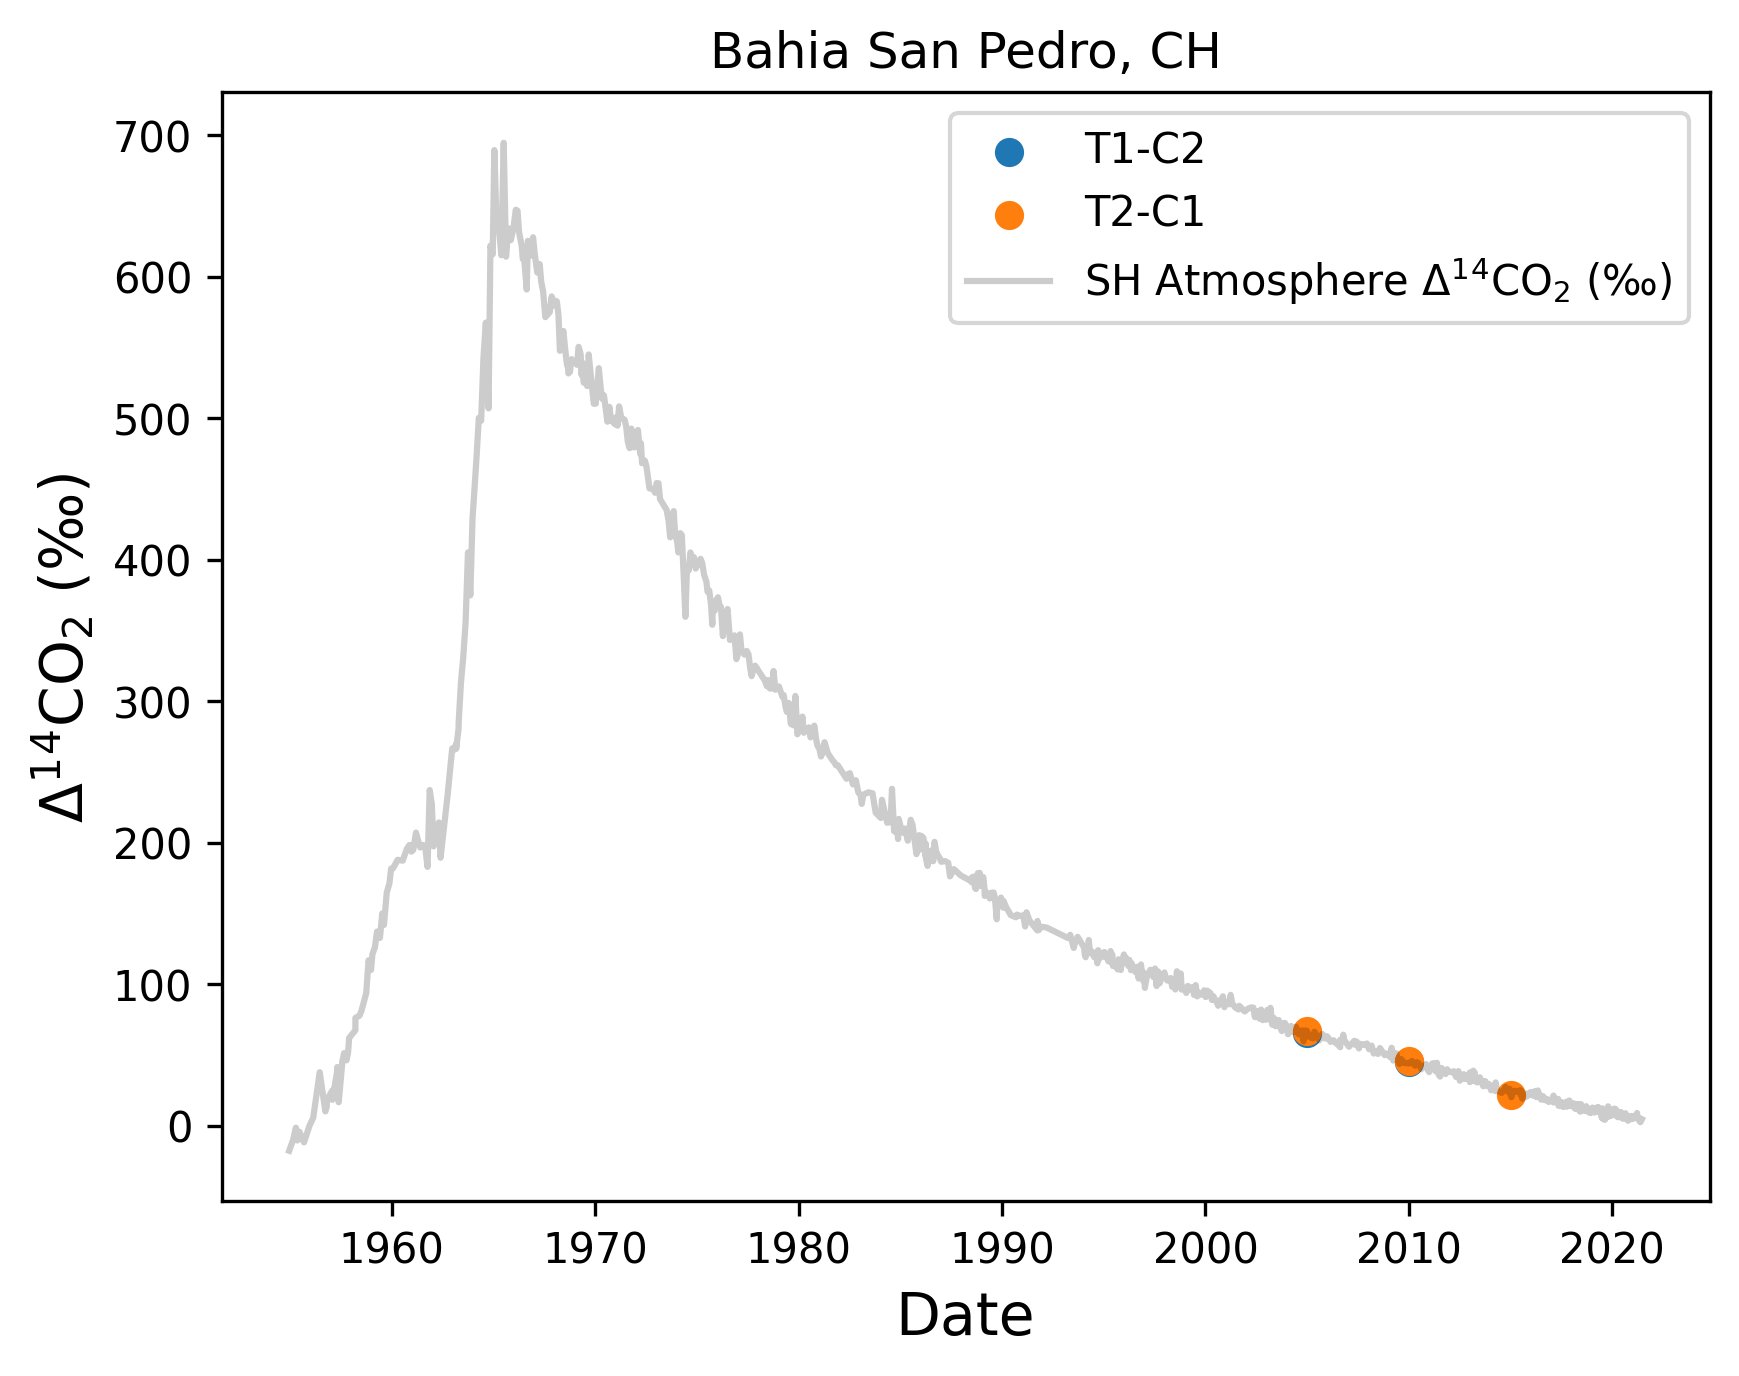 Bahia San Pedro, CH
T1-C2
T2-C1
SH Atmosphere Δ¹⁴CO₂ (‰)
Δ¹⁴CO₂ (‰)
700
600
500
400
300
200
100
0
1960 1970 1980 1990 2000 2010 2020
Date